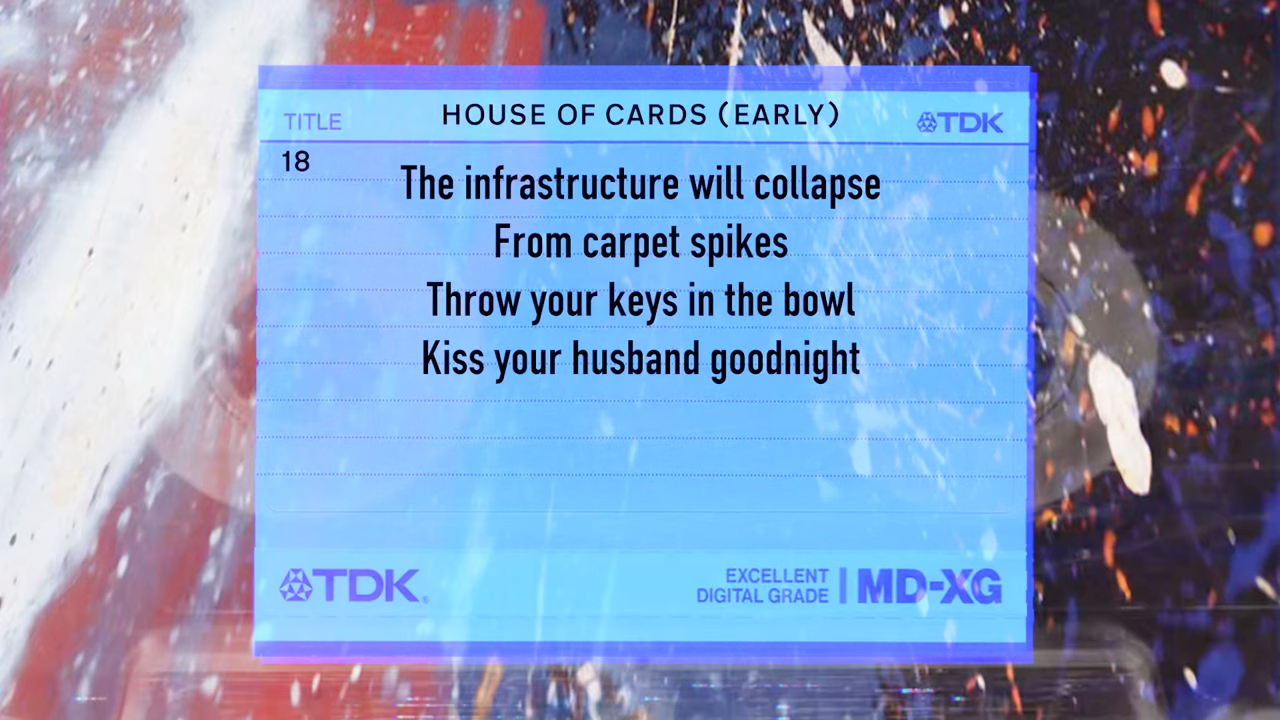 TITLE
HOUSE OF CARDS (EARLY)
TDK
18
The infrastructure will collapse
From carpet spikes
Throw your keys in the bowl
Kiss your husband goodnight
TDK®
EXCELLENT
DIGITAL GRADE | MD-XG